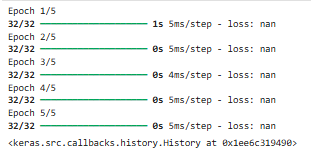 Epoch 1/5
32/32 ━━━━━━━━━━━━━━━━━━━━ 1s 5ms/step - loss: nan
Epoch 2/5
32/32 ━━━━━━━━━━━━━━━━━━━━ 0s 5ms/step - loss: nan
Epoch 3/5
32/32 ━━━━━━━━━━━━━━━━━━━━ 0s 4ms/step - loss: nan
Epoch 4/5
32/32 ━━━━━━━━━━━━━━━━━━━━ 0s 5ms/step - loss: nan
Epoch 5/5
32/32 ━━━━━━━━━━━━━━━━━━━━ 0s 5ms/step - loss: nan
<keras.src.callbacks.history.History at 0x1ee6c319490>